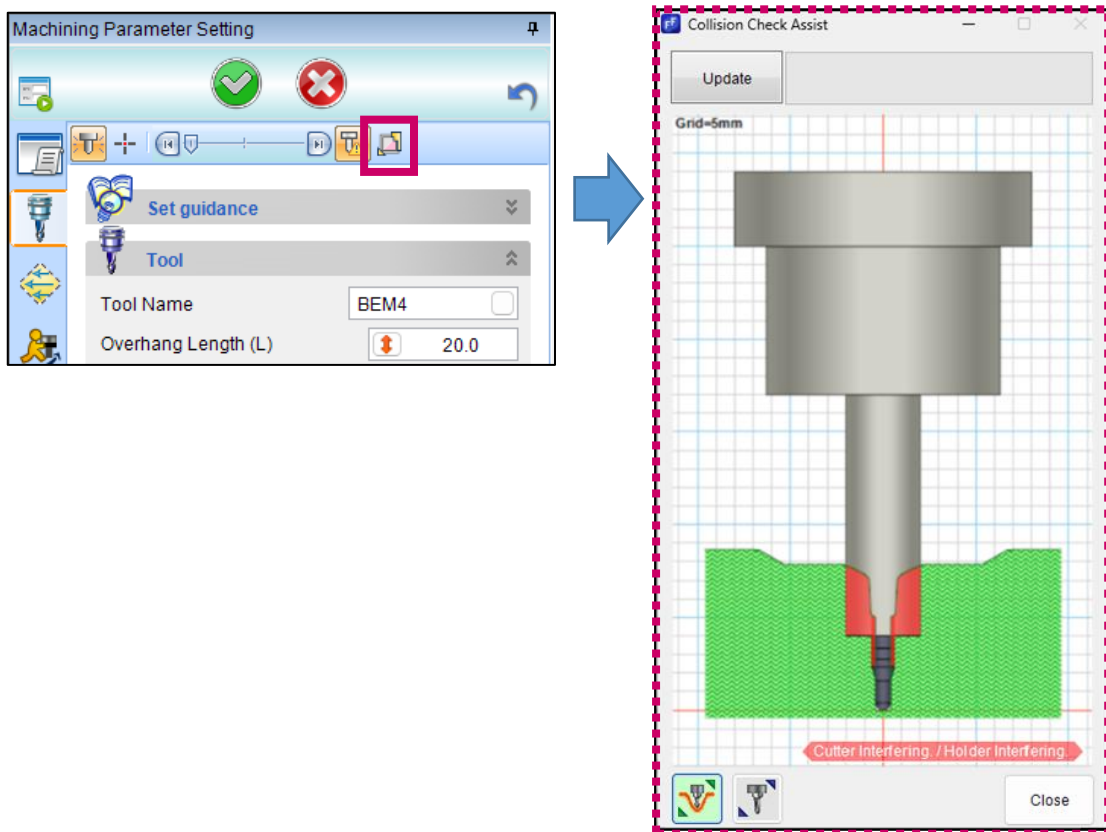 Machining Parameter Setting
Set guidance
Tool
Tool Name
BEM4
Overhang Length (L)
20.0
Collision Check Assist
Update
Grid=5mm
Cutter Interfering. / Holder Interfering.
Close